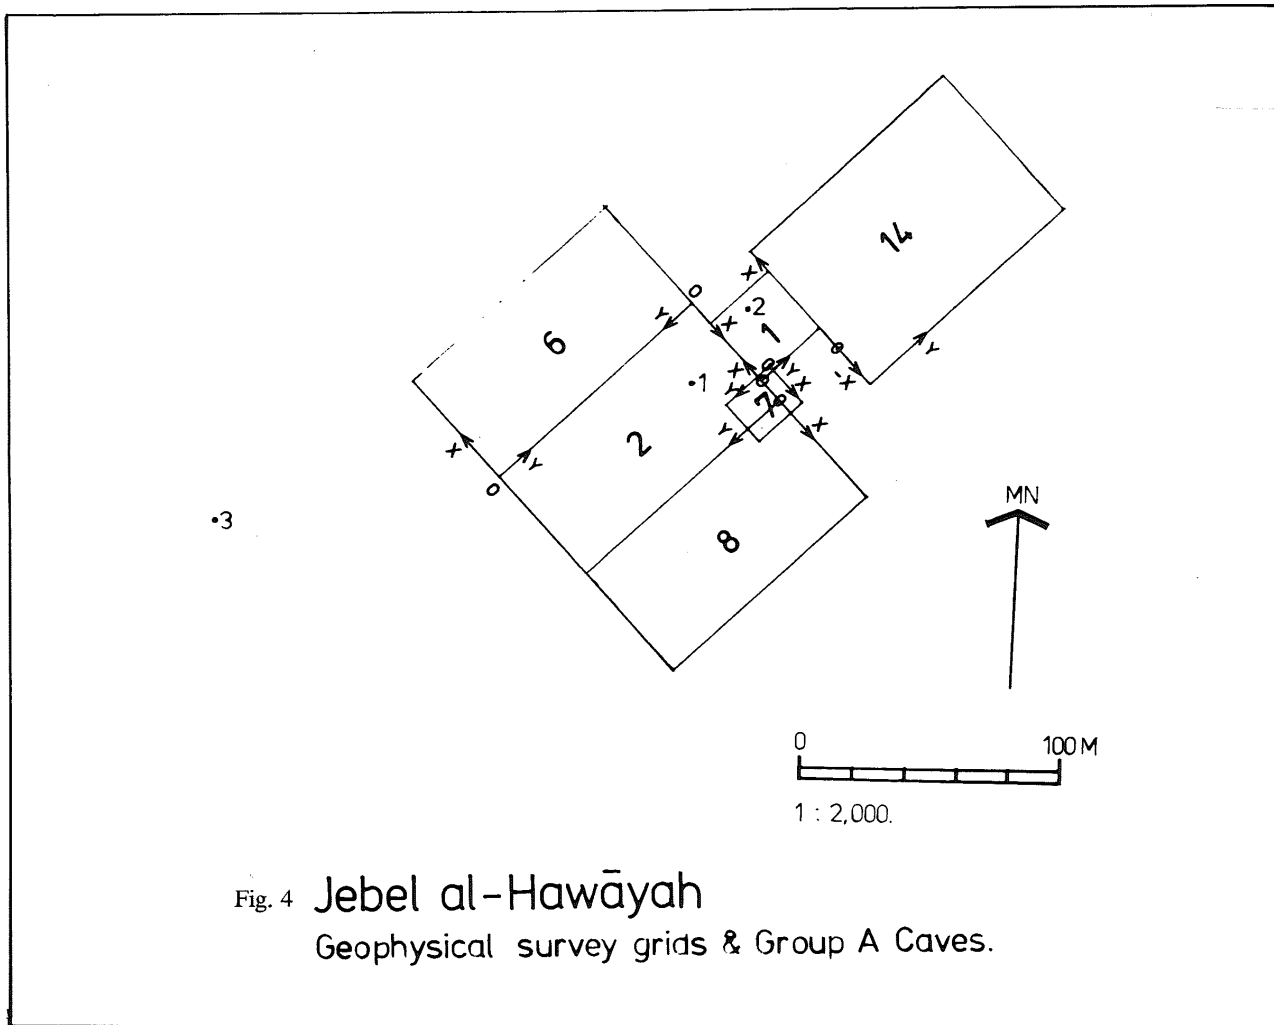 14
X
O
X
•2
Y
X
1
6
Y
O
X
Y
X
Y
X
•1
7
O
X
Y
2
X
Y
O
•3
8
MN
0
100 M
1 : 2,000.
Fig. 4 Jebel al-Hawāyah
Geophysical survey grids & Group A Caves.